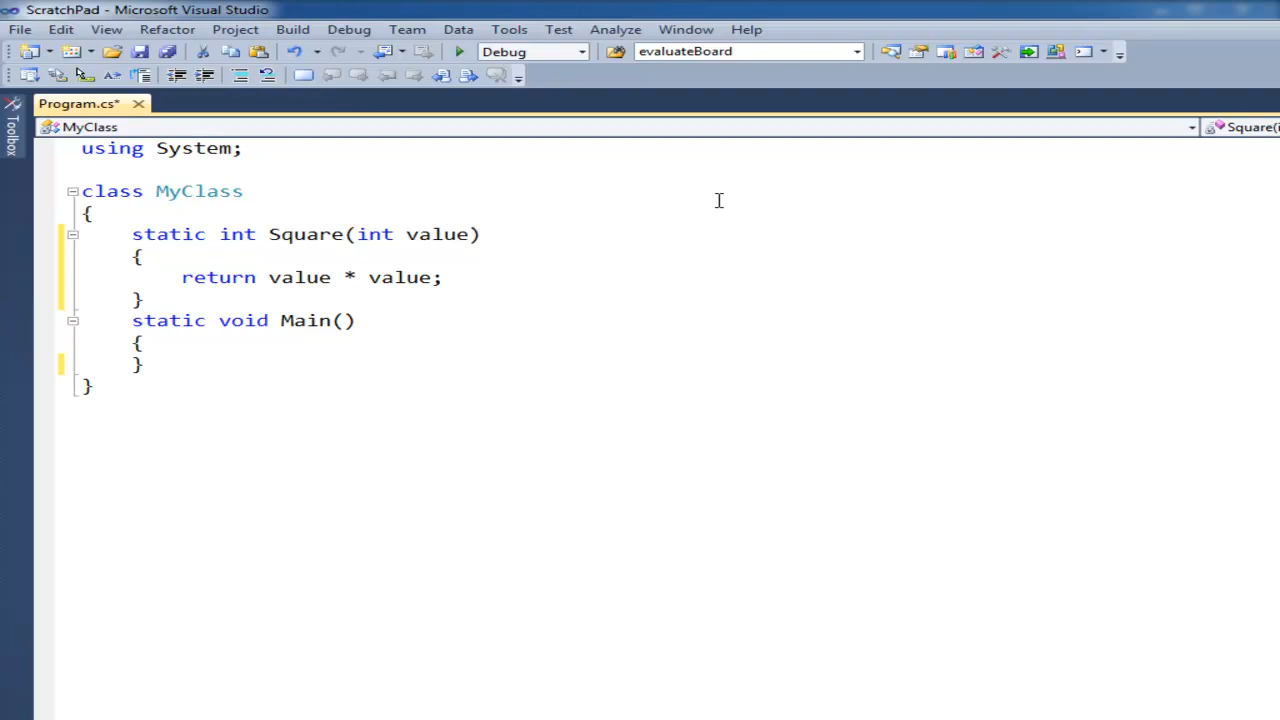 ScratchPad - Microsoft Visual Studio
File Edit View Refactor Project Build Debug Team Data Tools Test Analyze Window Help
Debug evaluateBoard
Program.cs*
Toolbox
MyClass Square(i
using System;
class MyClass
{
static int Square(int value)
{
return value * value;
}
static void Main()
{
}
}